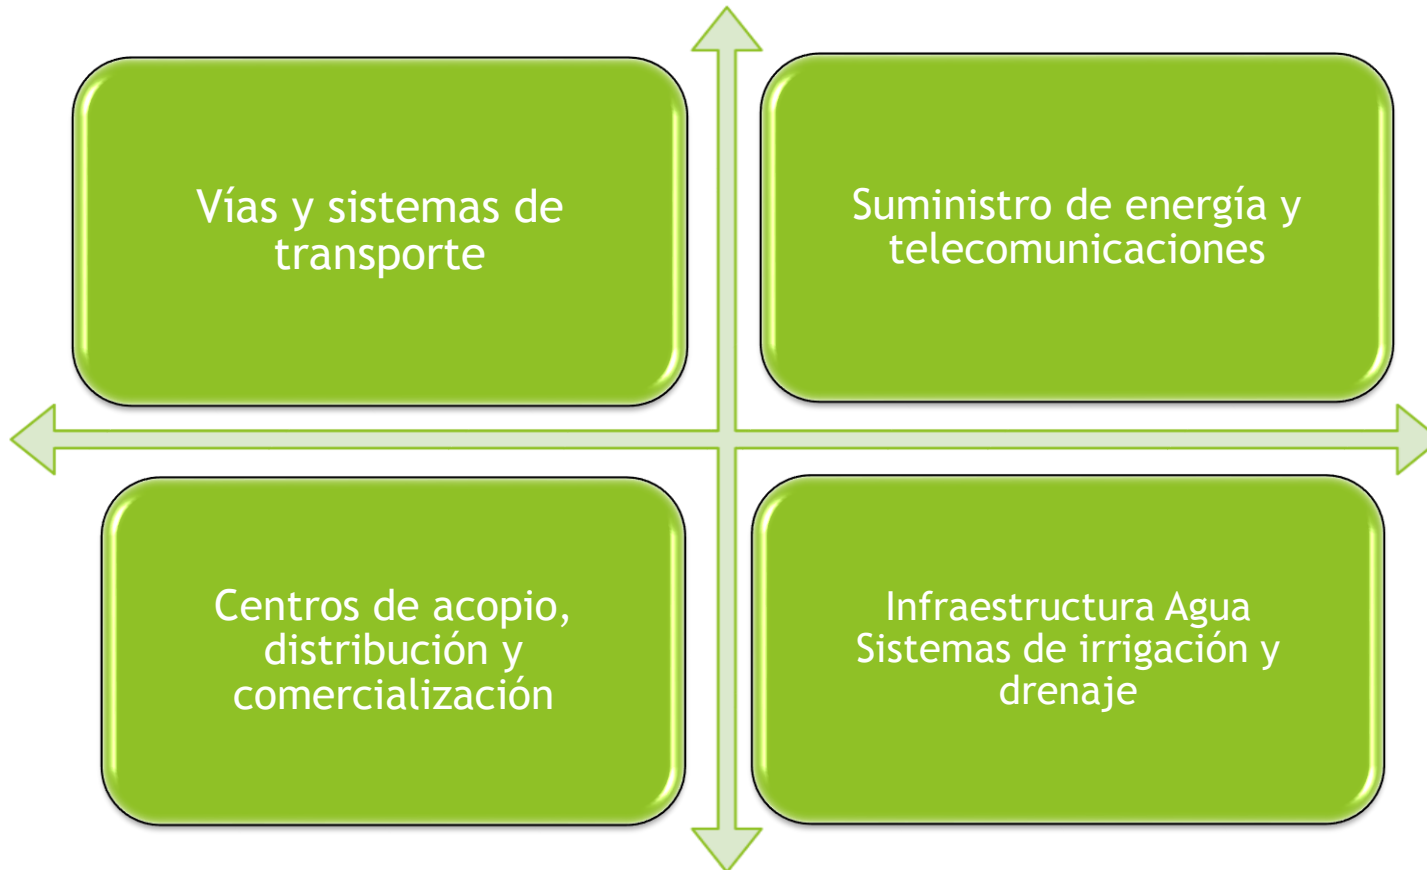 Vías y sistemas de
transporte
Suministro de energía y
telecomunicaciones
Centros de acopio,
distribución y
comercialización
Infraestructura Agua
Sistemas de irrigación y
drenaje